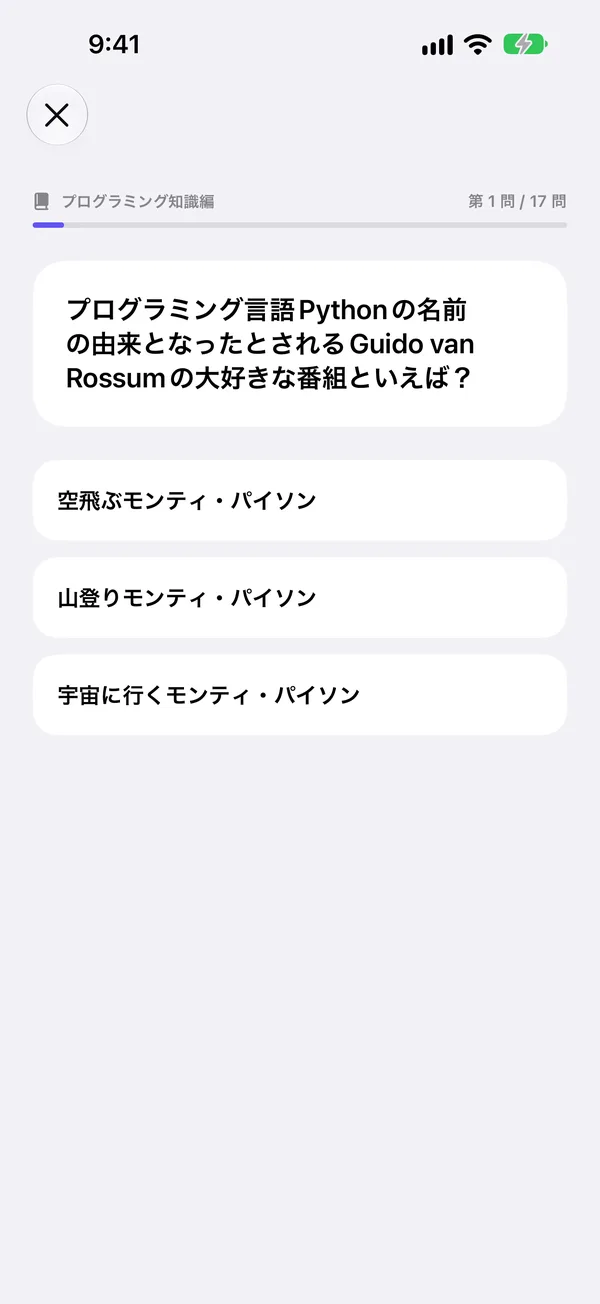 9:41
プログラミング知識編
第 1 問 / 17 問
プログラミング言語Pythonの名前
の由来となったとされるGuido van
Rossumの大好きな番組といえば？
空飛ぶモンティ・パイソン
山登りモンティ・パイソン
宇宙に行くモンティ・パイソン